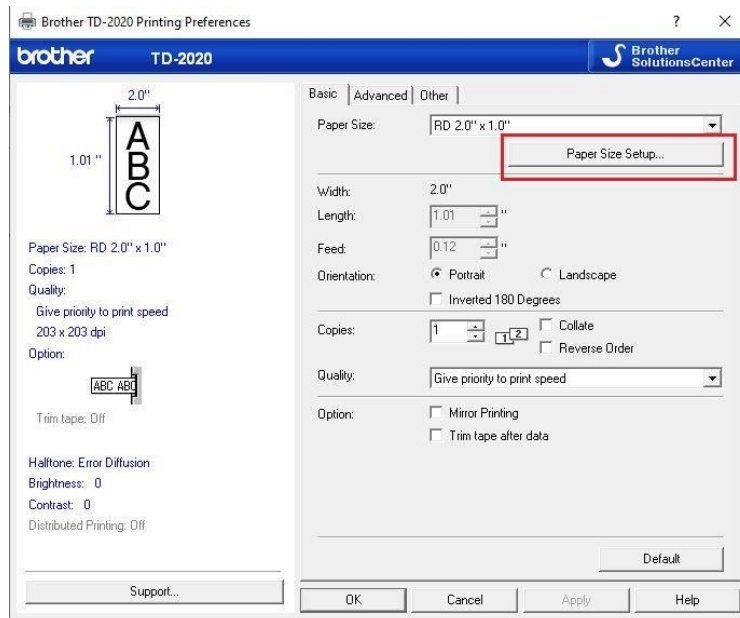 Brother TD-2020 Printing Preferences
? X
brother TD-2020
Brother
SolutionsCenter
2.0"
1.01 "
A
B
C
Paper Size: RD 2.0" x 1.0"
Copies: 1
Quality:
Give priority to print speed
203 x 203 dpi
Option:
ABC ABC
Trim tape: Off
Halftone: Error Diffusion
Brightness: 0
Contrast: 0
Distributed Printing: Off
Support...
Basic Advanced Other
Paper Size: RD 2.0" x 1.0"
Paper Size Setup...
Width: 2.0"
Length: 1.01 "
Feed: 0.12 "
Orientation: Portrait Landscape
Inverted 180 Degrees
Copies: 1 1 2 Collate
Reverse Order
Quality: Give priority to print speed
Option: Mirror Printing
Trim tape after data
Default
OK Cancel Apply Help